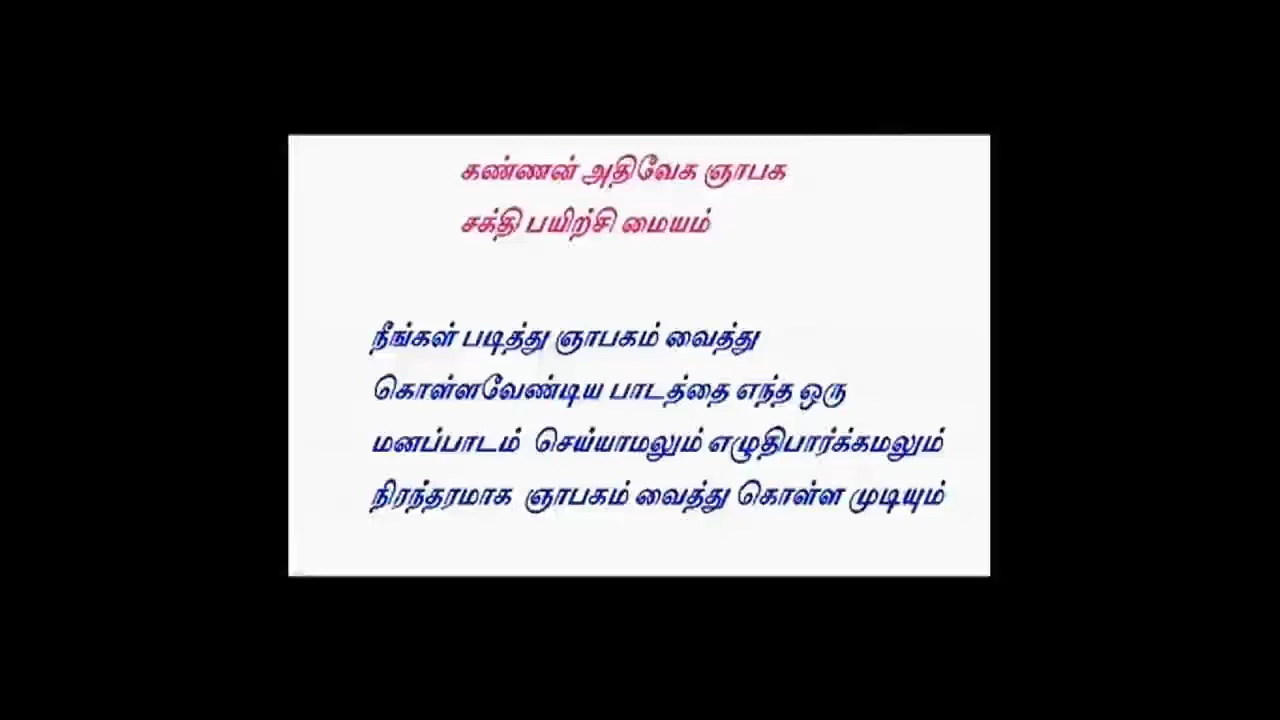 கண்ணன் அதிவேக ஞாபக
சக்தி பயிற்சி மையம்
நீங்கள் படித்து ஞாபகம் வைத்து
கொள்ளவேண்டிய பாடத்தை எந்த ஒரு
மனப்பாடம் செய்யாமலும் எழுதிபார்க்கமலும்
நிரந்தரமாக ஞாபகம் வைத்து கொள்ள முடியும்